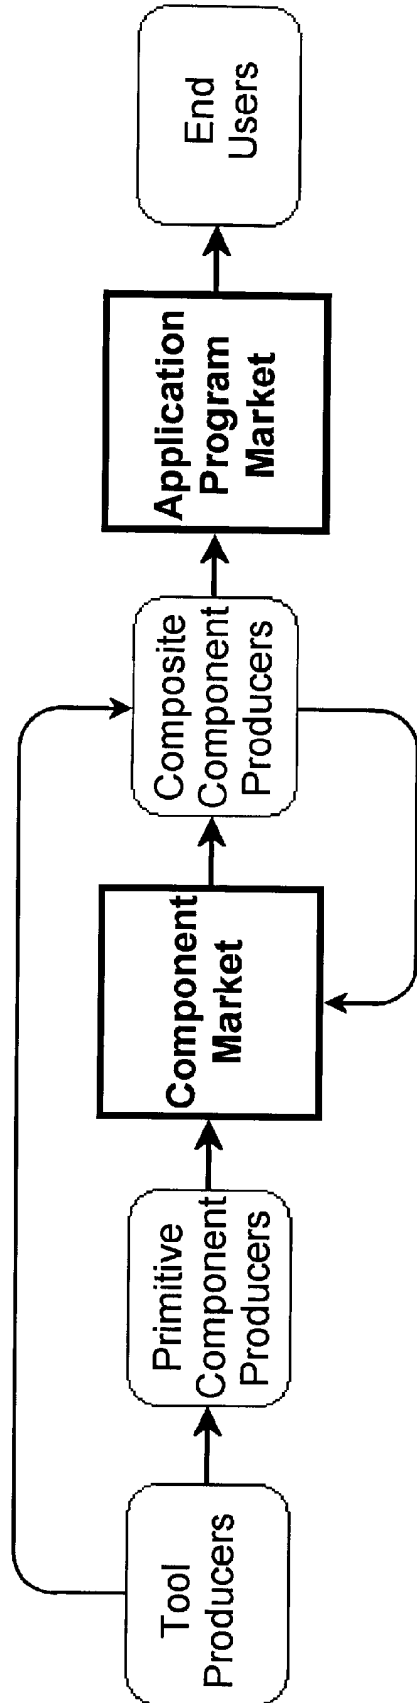 Tool
Producers
Primitive
Component
Producers
Component
Market
Composite
Component
Producers
Application
Program
Market
End
Users